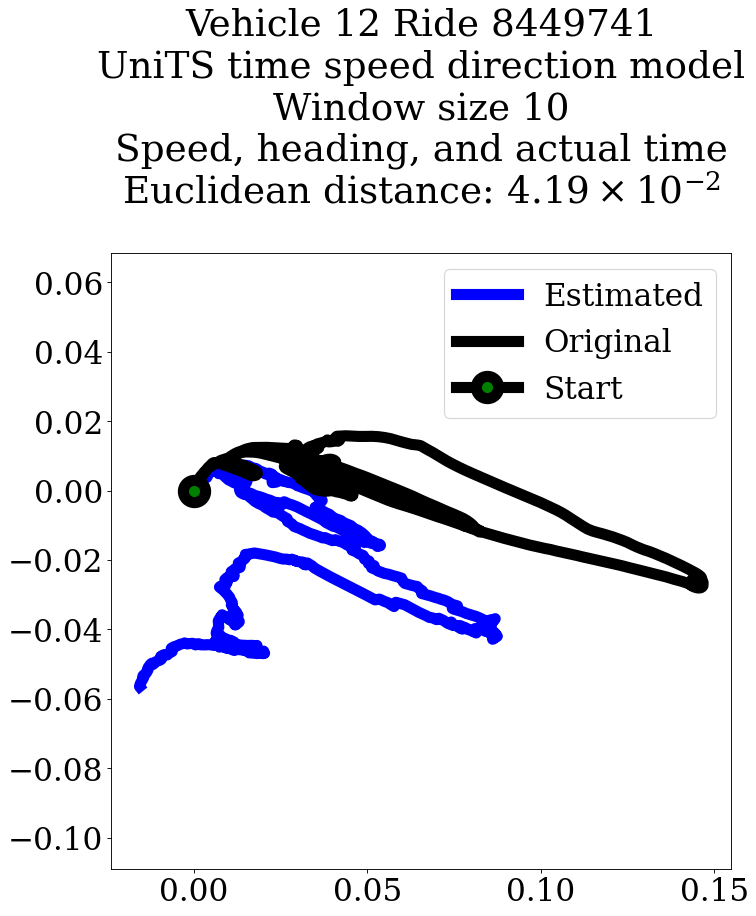 Vehicle 12 Ride 8449741
UniTS time speed direction model
Window size 10
Speed, heading, and actual time
Euclidean distance: 4.19 × 10⁻²
Estimated
Original
Start
0.06
0.04
0.02
0.00
−0.02
−0.04
−0.06
−0.08
−0.10
0.00 0.05 0.10 0.15